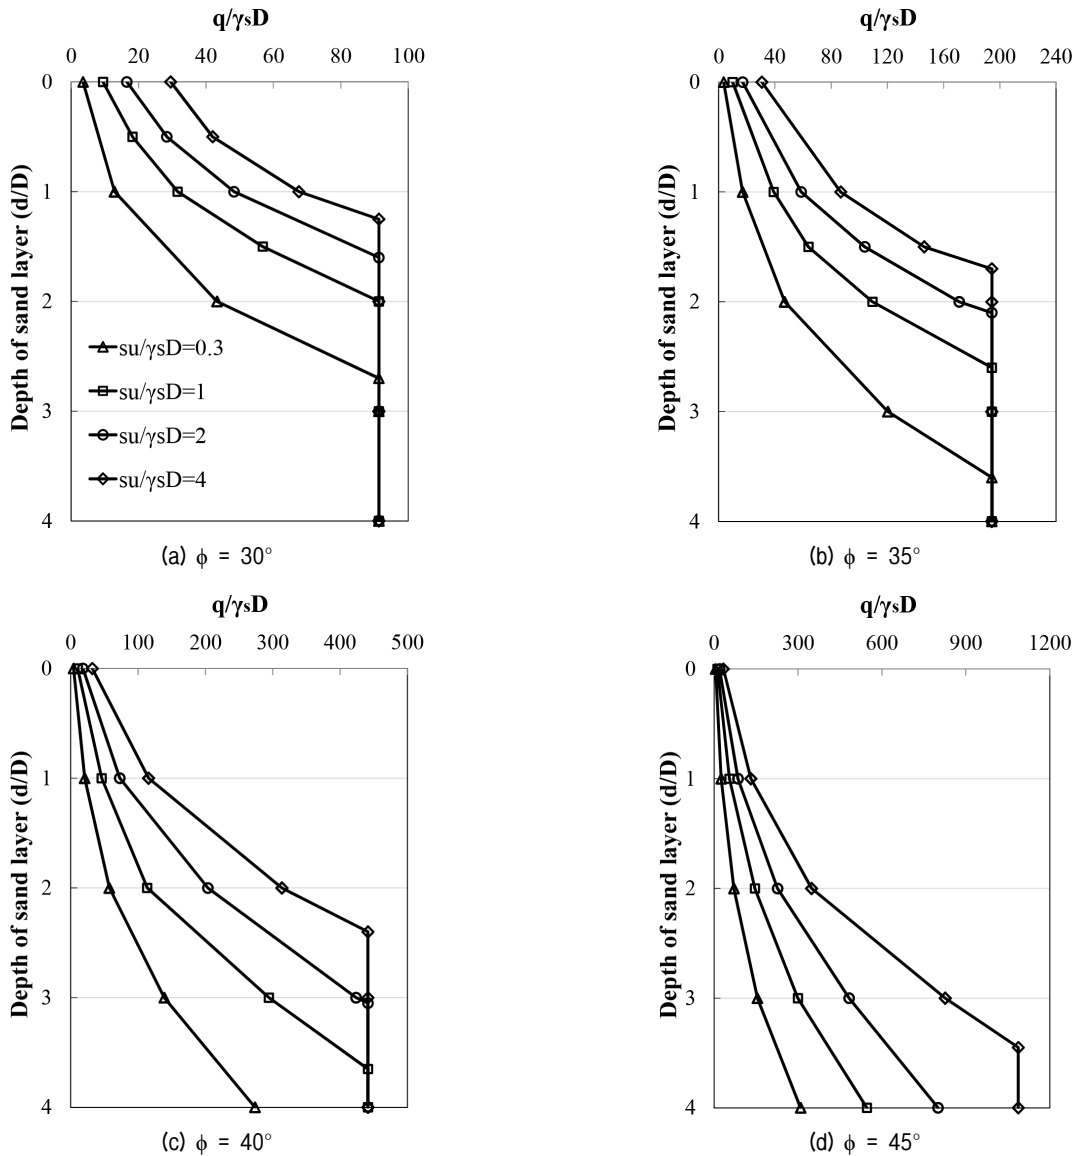 q/γsD
0 20 40 60 80 100
Depth of sand layer (d/D)
0
1
2
3
4
su/γsD=0.3
su/γsD=1
su/γsD=2
su/γsD=4
(a) ϕ = 30°
q/γsD
0 40 80 120 160 200 240
Depth of sand layer (d/D)
0
1
2
3
4
(b) ϕ = 35°
q/γsD
0 100 200 300 400 500
Depth of sand layer (d/D)
0
1
2
3
4
(c) ϕ = 40°
q/γsD
0 300 600 900 1200
Depth of sand layer (d/D)
0
1
2
3
4
(d) ϕ = 45°